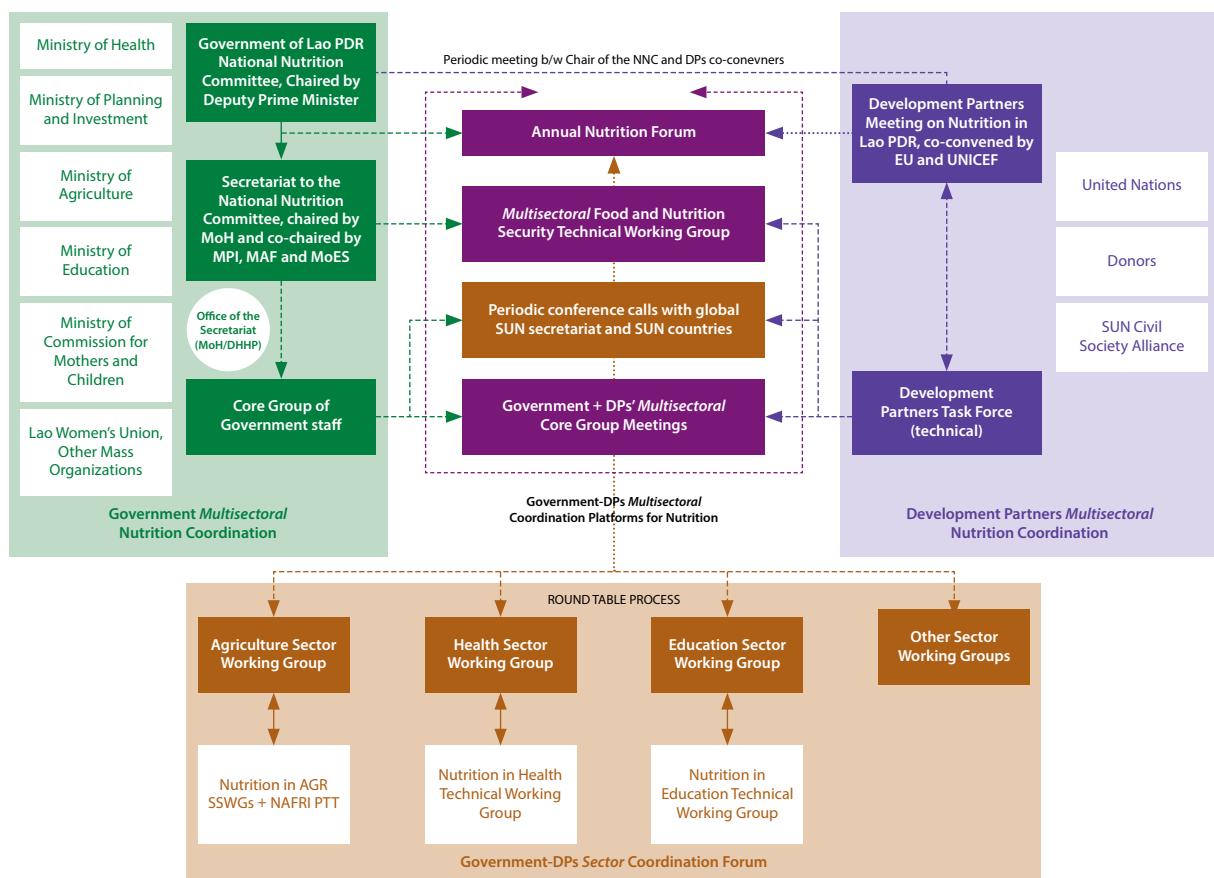 Ministry of Health
Ministry of Planning
and Investment
Ministry of
Agriculture
Ministry of
Education
Ministry of
Commission for
Mothers and
Children
Lao Women's Union,
Other Mass
Organizations
Government of Lao PDR
National Nutrition
Committee, Chaired by
Deputy Prime Minister
Secretariat to the
National Nutrition
Committee, chaired by
MoH and co-chaired by
MPI, MAF and MoES
Office of the
Secretariat
(MoH/DHHP)
Core Group of
Government staff
Government Multisectoral
Nutrition Coordination
Periodic meeting b/w Chair of the NNC and DPs co-conevners
Annual Nutrition Forum
Multisectoral Food and Nutrition
Security Technical Working Group
Periodic conference calls with global
SUN secretariat and SUN countries
Government + DPs' Multisectoral
Core Group Meetings
Government-DPs Multisectoral
Coordination Platforms for Nutrition
Development Partners
Meeting on Nutrition in
Lao PDR, co-convened by
EU and UNICEF
Development
Partners Task Force
(technical)
United Nations
Donors
SUN Civil
Society Alliance
Development Partners Multisectoral
Nutrition Coordination
ROUND TABLE PROCESS
Agriculture Sector
Working Group
Health Sector
Working Group
Education Sector
Working Group
Other Sector
Working Groups
Nutrition in AGR
SSWGs + NAFRI PTT
Nutrition in Health
Technical Working
Group
Nutrition in
Education Technical
Working Group
Government-DPs Sector Coordination Forum